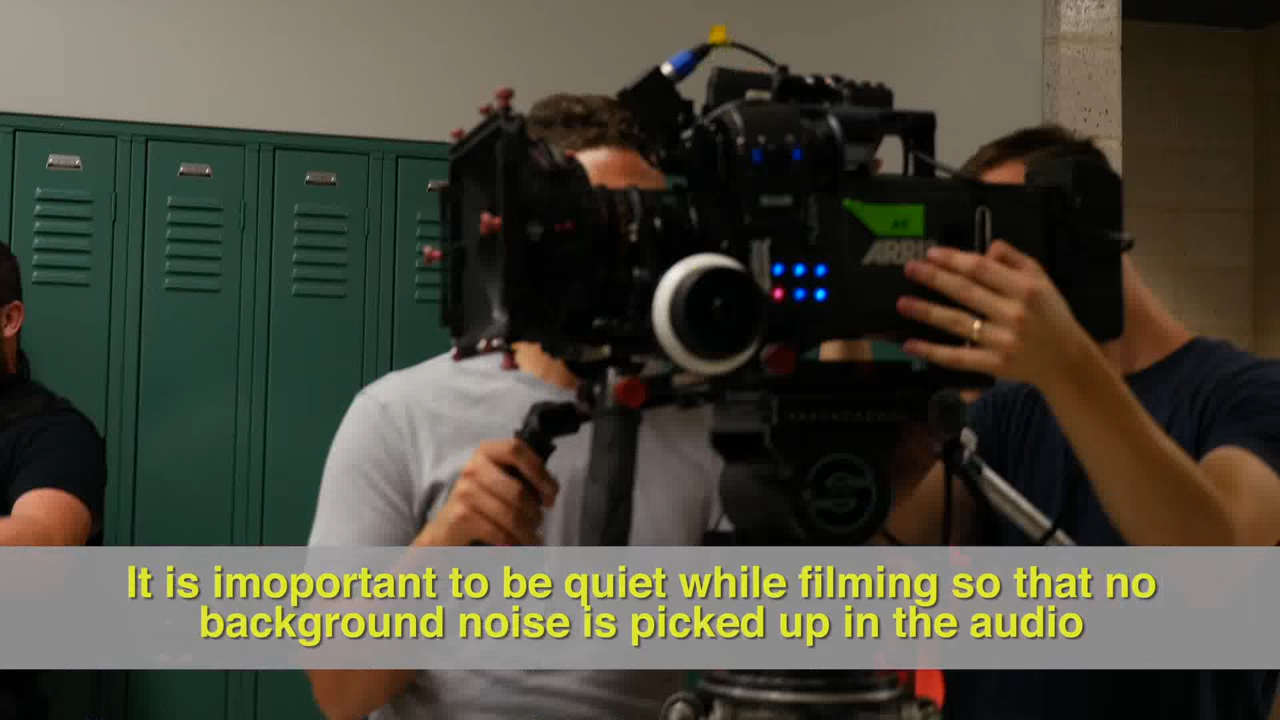 ARRI
It is imoportant to be quiet while filming so that no
background noise is picked up in the audio